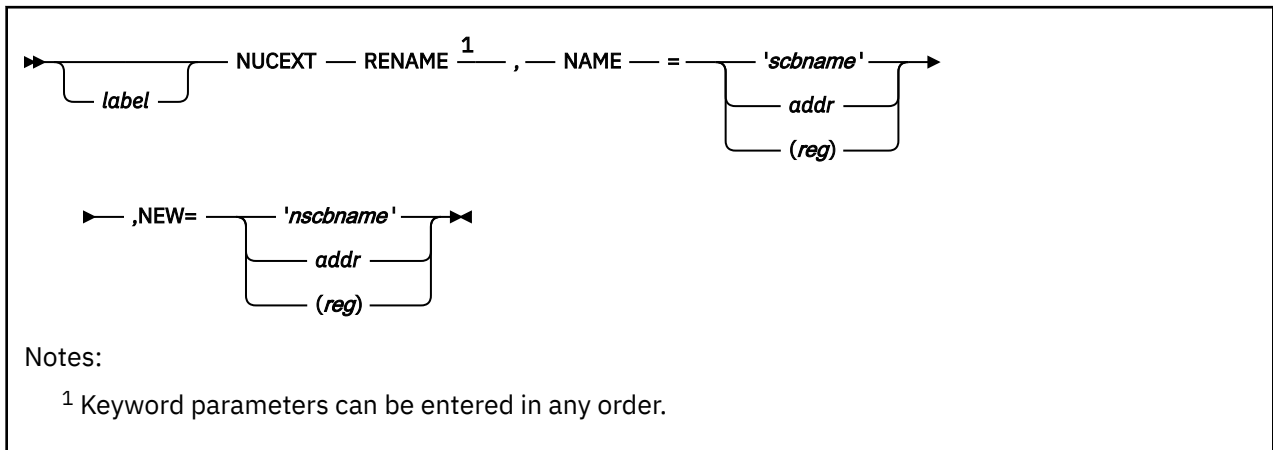 NUCEXT RENAME 1 , NAME = 'scbname'
label
addr
(reg)
,NEW= 'nscbname'
addr
(reg)
Notes:
1 Keyword parameters can be entered in any order.